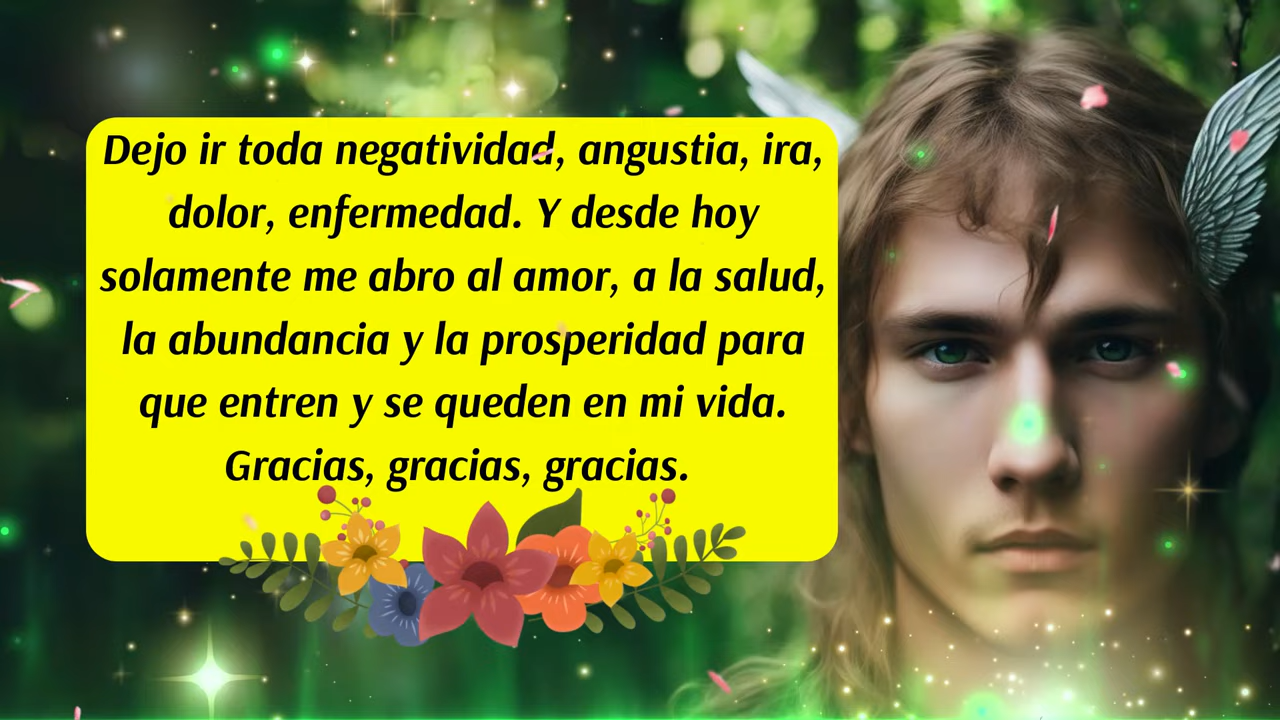 Dejo ir toda negatividad, angustia, ira,
dolor, enfermedad. Y desde hoy
solamente me abro al amor, a la salud,
la abundancia y la prosperidad para
que entren y se queden en mi vida.
Gracias, gracias, gracias.